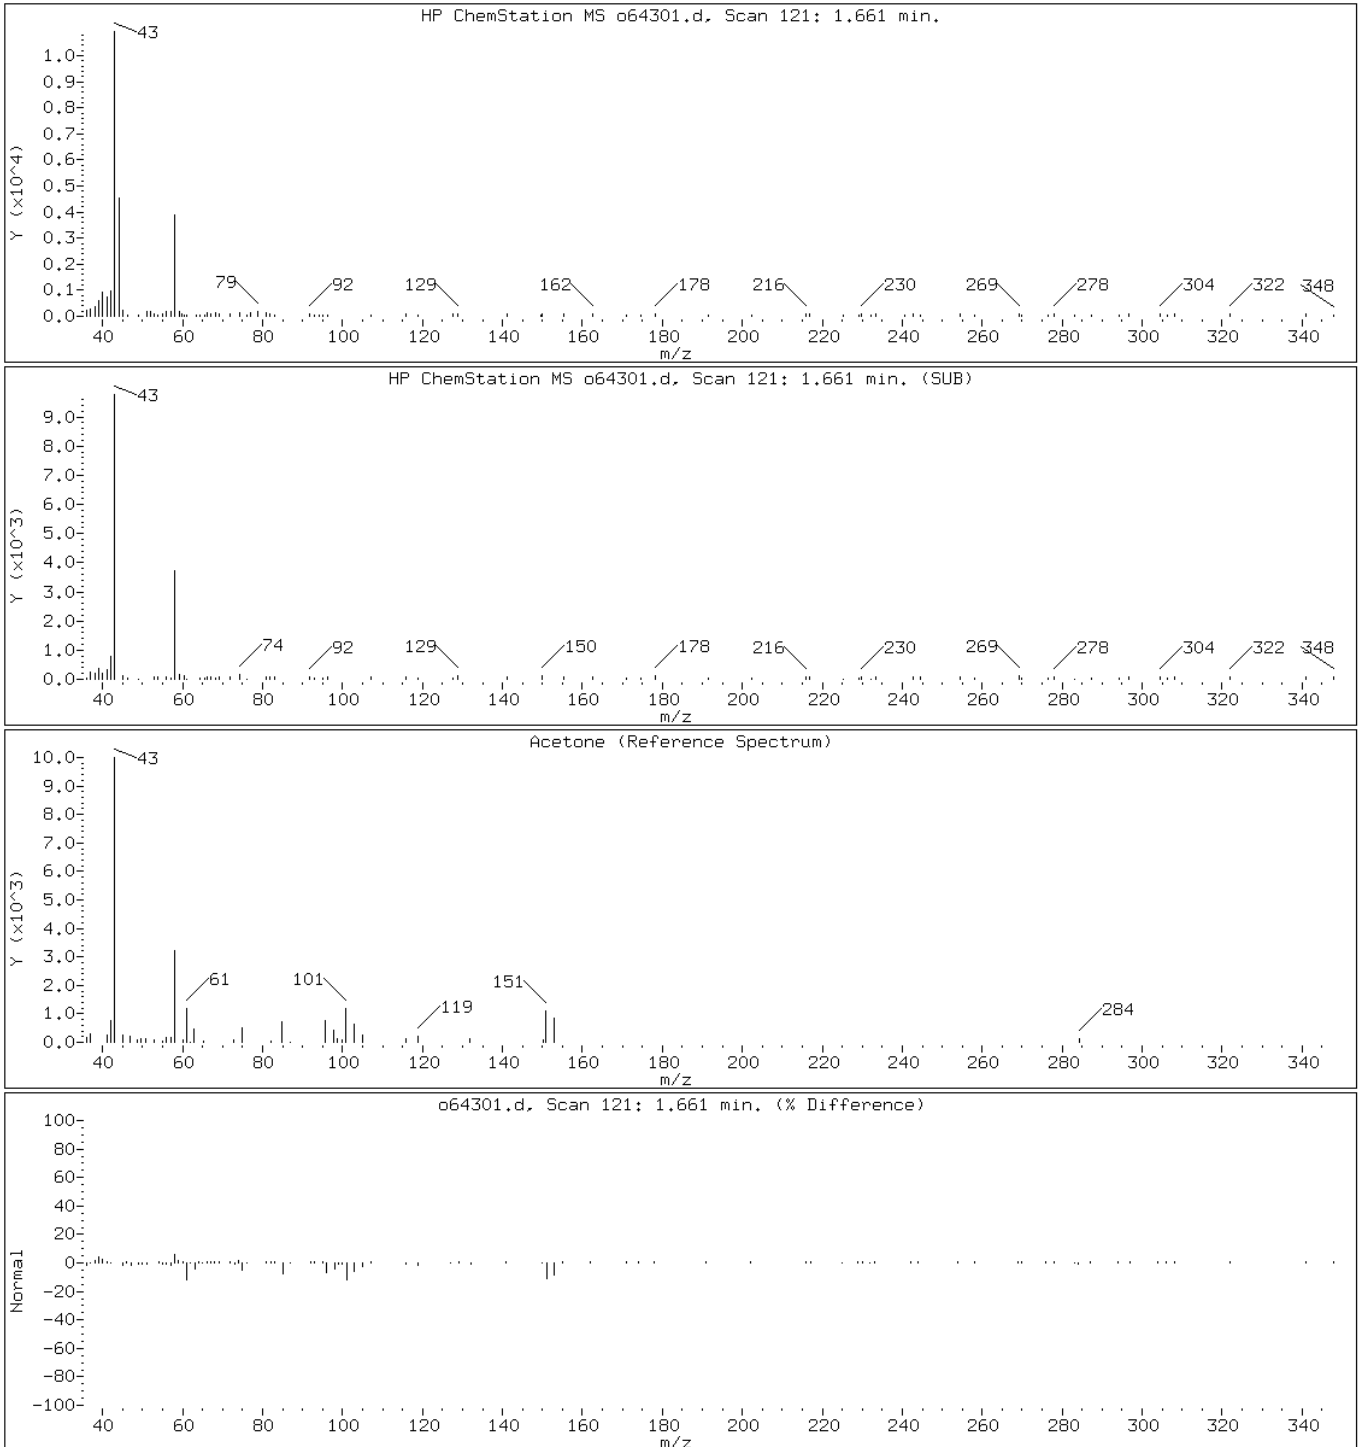 HP ChemStation MS o64301.d, Scan 121: 1.661 min.
Y (x10^4)
1.0-
0.9-
0.8-
0.7-
0.6-
0.5-
0.4-
0.3-
0.2-
0.1-
0.0-
43
79 92 129 162 178 216 230 269 278 304 322 348
40 60 80 100 120 140 160 180 200 220 240 260 280 300 320 340
m/z
HP ChemStation MS o64301.d, Scan 121: 1.661 min. (SUB)
Y (x10^3)
9.0-
8.0-
7.0-
6.0-
5.0-
4.0-
3.0-
2.0-
1.0-
0.0-
43
74 92 129 150 178 216 230 269 278 304 322 348
40 60 80 100 120 140 160 180 200 220 240 260 280 300 320 340
m/z
Acetone (Reference Spectrum)
Y (x10^3)
10.0-
9.0-
8.0-
7.0-
6.0-
5.0-
4.0-
3.0-
2.0-
1.0-
0.0-
43
61 101 119 151 284
40 60 80 100 120 140 160 180 200 220 240 260 280 300 320 340
m/z
o64301.d, Scan 121: 1.661 min. (% Difference)
Normal
100-
80-
60-
40-
20-
0-
-20-
-40-
-60-
-80-
-100-
40 60 80 100 120 140 160 180 200 220 240 260 280 300 320 340
m/z